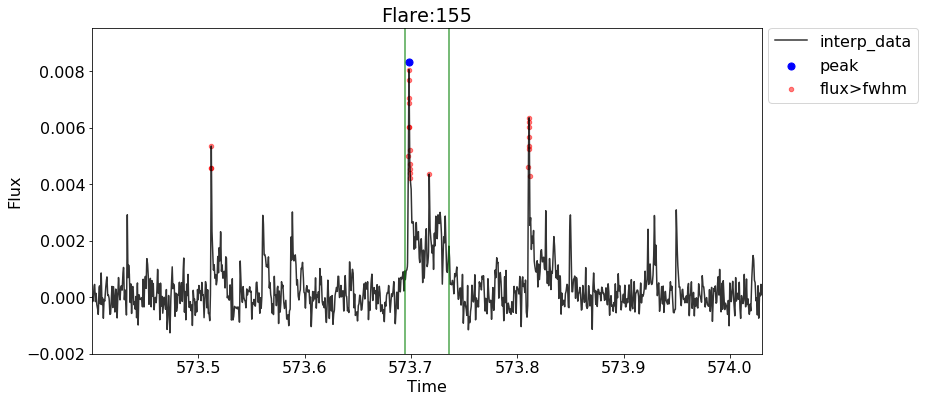 Flare:155
interp_data
peak
flux>fwhm
0.008
0.006
0.004
0.002
0.000
−0.002
Flux
573.5 573.6 573.7 573.8 573.9 574.0
Time